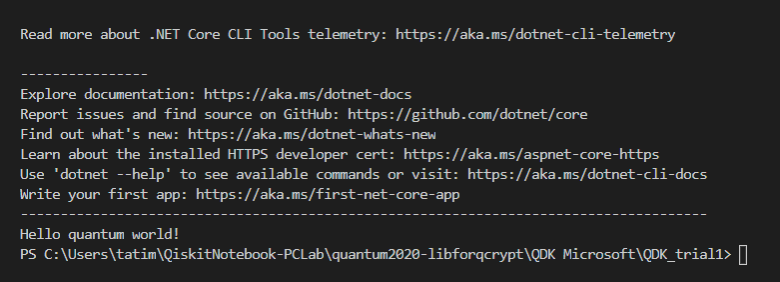 Read more about .NET Core CLI Tools telemetry: https://aka.ms/dotnet-cli-telemetry
----------------
Explore documentation: https://aka.ms/dotnet-docs
Report issues and find source on GitHub: https://github.com/dotnet/core
Find out what's new: https://aka.ms/dotnet-whats-new
Learn about the installed HTTPS developer cert: https://aka.ms/aspnet-core-https
Use 'dotnet --help' to see available commands or visit: https://aka.ms/dotnet-cli-docs
Write your first app: https://aka.ms/first-net-core-app
--------------------------------------------------------------------------------------
Hello quantum world!
PS C:\Users\tatim\QiskitNotebook-PCLab\quantum2020-libforqcrypt\QDK Microsoft\QDK_trial1>